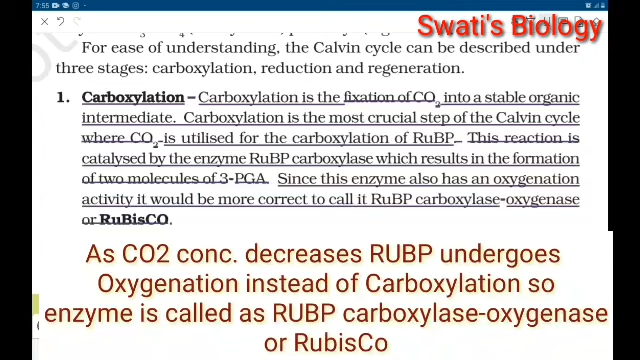 7:55
Swati's Biology
For ease of understanding, the Calvin cycle can be described under
three stages: carboxylation, reduction and regeneration.
1. Carboxylation – Carboxylation is the fixation of CO2 into a stable organic
intermediate. Carboxylation is the most crucial step of the Calvin cycle
where CO2 is utilised for the carboxylation of RuBP. This reaction is
catalysed by the enzyme RuBP carboxylase which results in the formation
of two molecules of 3-PGA. Since this enzyme also has an oxygenation
activity it would be more correct to call it RuBP carboxylase-oxygenase
or RuBisCO.
As CO2 conc. decreases RUBP undergoes
Oxygenation instead of Carboxylation so
enzyme is called as RUBP carboxylase-oxygenase
or RubisCo